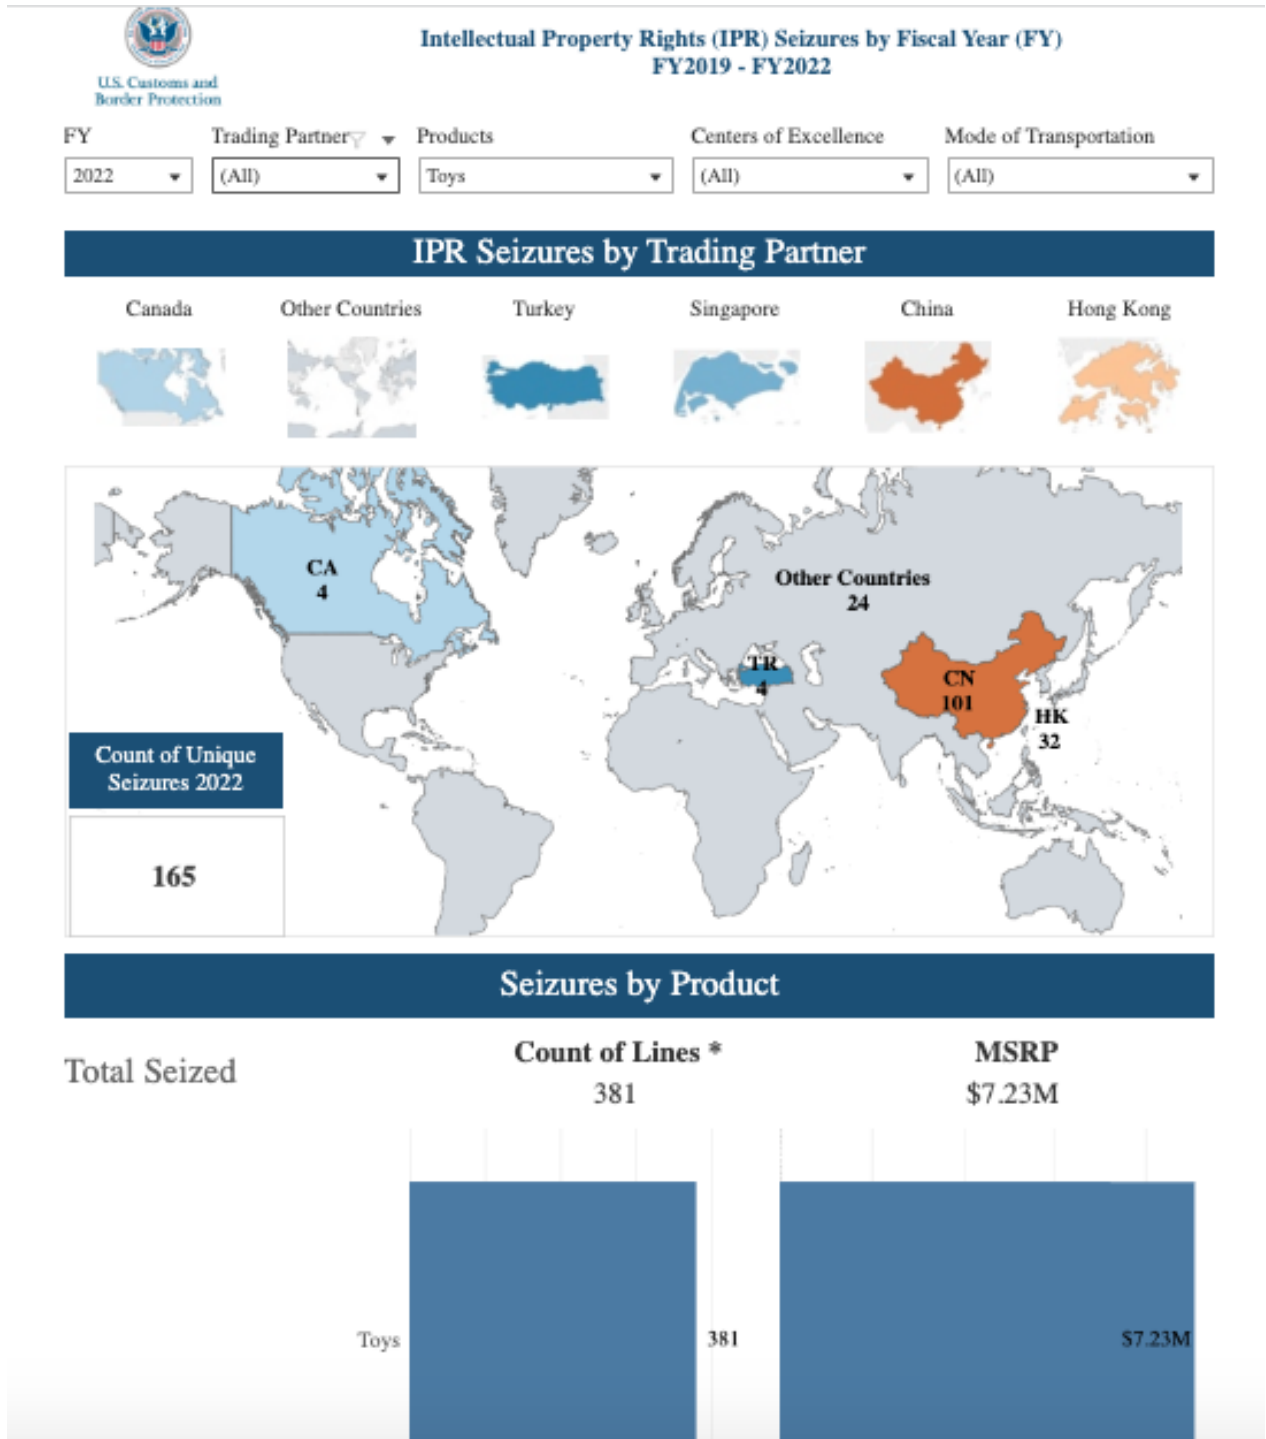 Intellectual Property Rights (IPR) Seizures by Fiscal Year (FY)
FY2019 - FY2022
U.S. Customs and
Border Protection
FY
Trading Partner
Products
Centers of Excellence
Mode of Transportation
2022
(All)
Toys
(All)
(All)
IPR Seizures by Trading Partner
Canada
Other Countries
Turkey
Singapore
China
Hong Kong
CA
4
Other Countries
24
TR
4
CN
101
HK
32
Count of Unique
Seizures 2022
165
Seizures by Product
Total Seized
Count of Lines *
381
MSRP
$7.23M
Toys
381
$7.23M